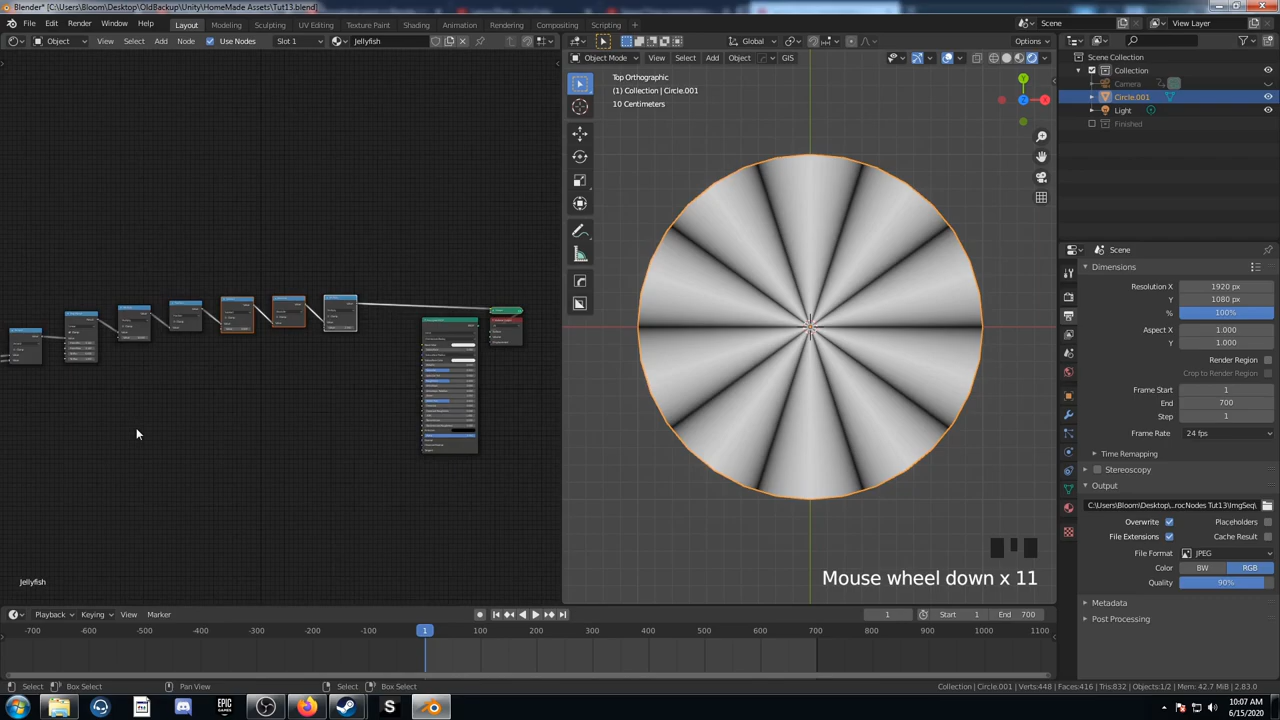 Blender* [C:\Users\Bloom\Desktop\OldBackup\Unity\HomeMade Assets\Tut13.blend]
File Edit Render Window Help Layout Modeling Sculpting UV Editing Texture Paint Shading Animation Rendering Compositing Scripting Scene View Layer
Object View Select Add Node Use Nodes Slot 1 Jellyfish Global Options
Object Mode View Select Add Object GIS
Top Orthographic
(1) Collection | Circle.001
10 Centimeters
Y
X
Z
Scene Collection
Collection
Camera
Circle.001
Light
Finished
Scene
Dimensions
Resolution X 1920 px
Y 1080 px
% 100%
Aspect X 1.000
Y 1.000
Render Region
Crop to Render Region
Frame Start 1
End 700
Step 1
Frame Rate 24 fps
Time Remapping
Stereoscopy
Output
C:\Users\Bloom\Desktop\...rocNodes Tut13\ImgSeq\
Overwrite Placeholders
File Extensions Cache Result
File Format JPEG
Color BW RGB
Quality 90%
Metadata
Post Processing
Mouse wheel down x 11
Jellyfish
Playback Keying View Marker 1 Start 1 End 700
-700 -600 -500 -400 -300 -200 -100 1 100 200 300 400 500 600 700 800 900 1000 1100
Select Box Select Pan View Select Box Select Collection | Circle.001 | Verts:448 | Faces:416 | Tris:832 | Objects:1/2 | Mem: 42.7 MiB | 2.83.0
EPIC GAMES
S
10:07 AM
6/15/2020